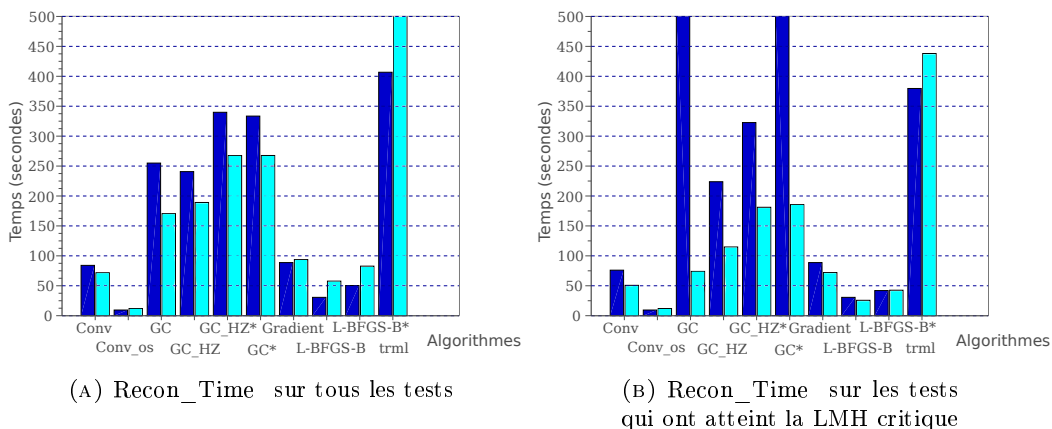 500
450
400
350
300
250
200
150
100
50
0
Temps (secondes)
Conv
GC
GC_HZ*
Gradient
L-BFGS-B*
Conv_os
GC_HZ
GC*
L-BFGS-B
trml
Algorithmes
(A) Recon_Time sur tous les tests
500
450
400
350
300
250
200
150
100
50
0
Temps (secondes)
Conv
GC
GC_HZ*
Gradient
L-BFGS-B*
Conv_os
GC_HZ
GC*
L-BFGS-B
trml
Algorithmes
(B) Recon_Time sur les tests
qui ont atteint la LMH critique